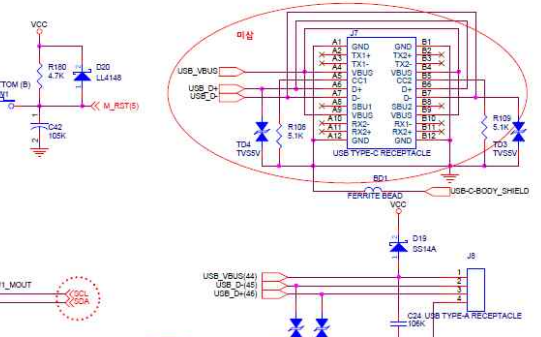 VCC
R180
4.7K
D20
LL4148
TTOM (B)
W1
M_RST(5)
1
C42
105K
2
미삽
J7
A1 GND GND B1
A2 TX1+ TX2+ B2
A3 TX1- TX2- B3
A4 VBUS VBUS B4
A5 CC1 CC2 B5
A6 D+ D+ B6
A7 D- D- B7
A8 SBU1 SBU2 B8
A9 VBUS VBUS B9
A10 RX2- RX1- B10
A11 RX2+ RX1+ B11
A12 GND GND B12
USB TYPE-C RECEPTACLE
USB_VBUS
USB_D+
USB_D-
TD4
TVS5V
R108
5.1K
R109
5.1K
TD3
TVS5V
BD1
FERRITE BEAD
USB-C-BODY_SHIELD
VCC
D19
SS14A
J8
USB_VBUS(44)
USB_D-(45)
USB_D+(46)
1
2
3
4
C24
106K
USB TYPE-A RECEPTACLE
1_MOUT
SCL
SDA